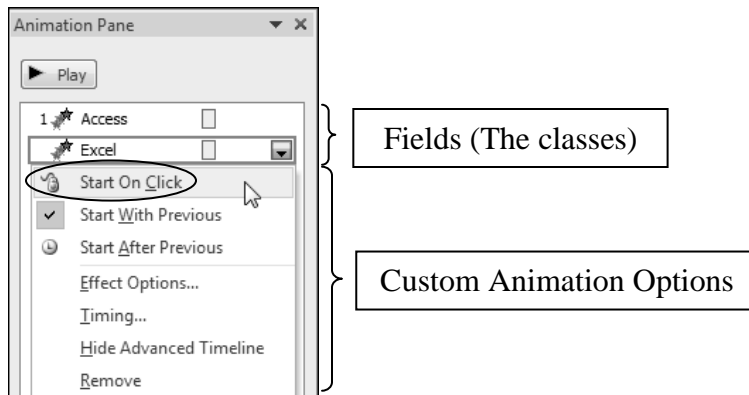 Animation Pane
Play
1 Access
Excel
Start On Click
Start With Previous
Start After Previous
Effect Options...
Timing...
Hide Advanced Timeline
Remove
Fields (The classes)
Custom Animation Options